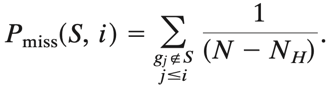 P_miss(S, i) = ∑_{g_j∉S, j≤i} 1/(N − N_H).